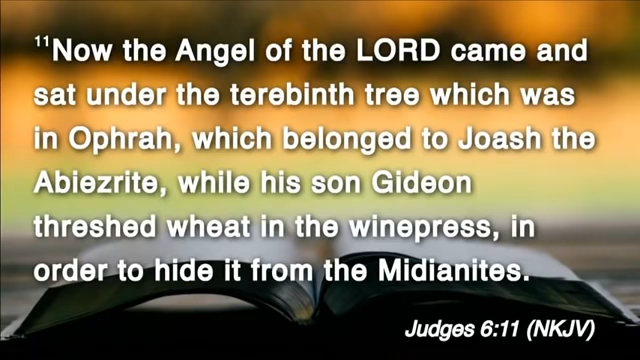 ¹¹Now the Angel of the LORD came and
sat under the terebinth tree which was
in Ophrah, which belonged to Joash the
Abiezrite, while his son Gideon
threshed wheat in the winepress, in
order to hide it from the Midianites.
Judges 6:11 (NKJV)